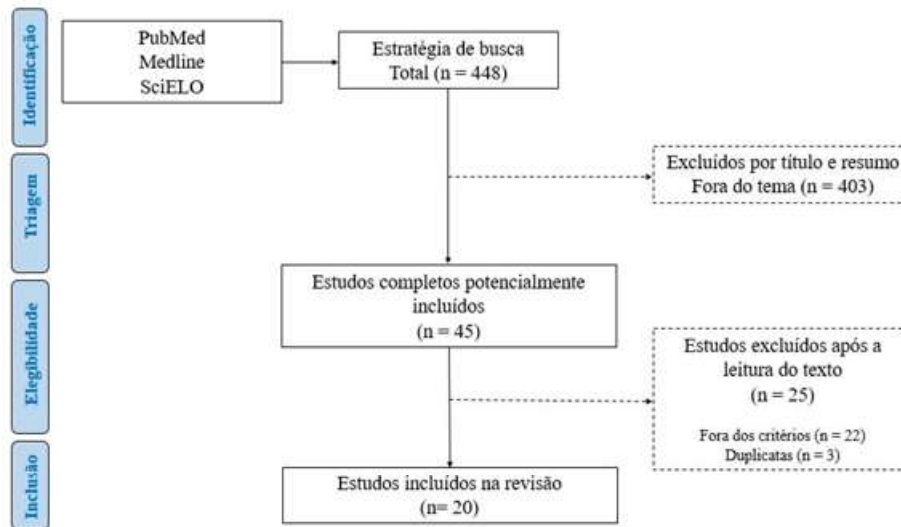 Identificação
PubMed
Medline
SciELO
Estratégia de busca
Total (n = 448)
Triagem
Excluídos por título e resumo
Fora do tema (n = 403)
Elegibilidade
Estudos completos potencialmente
incluídos
(n = 45)
Estudos excluídos após a
leitura do texto
(n = 25)
Fora dos critérios (n = 22)
Duplicatas (n = 3)
Inclusão
Estudos incluídos na revisão
(n= 20)